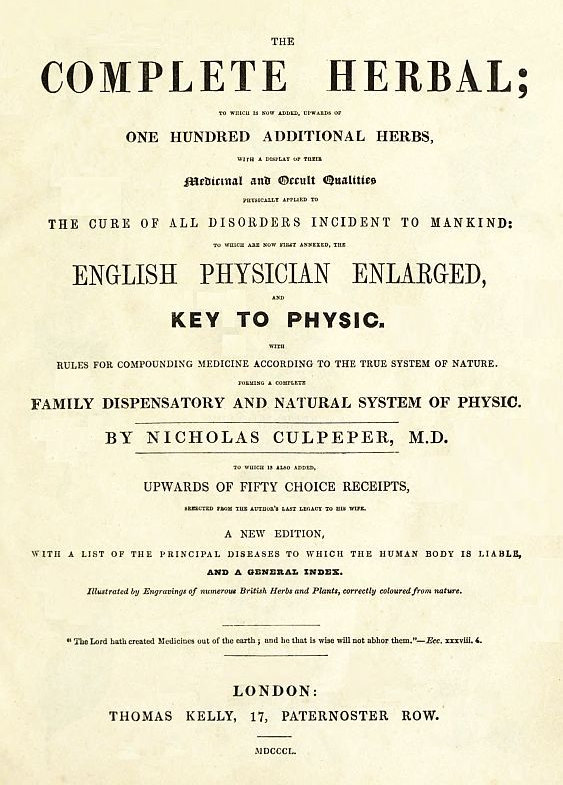 THE
COMPLETE HERBAL;
TO WHICH IS NOW ADDED, UPWARDS OF
ONE HUNDRED ADDITIONAL HERBS,
WITH A DISPLAY OF THEIR
Medicinal and Occult Qualities
PHYSICALLY APPLIED TO
THE CURE OF ALL DISORDERS INCIDENT TO MANKIND:
TO WHICH ARE NOW FIRST ANNEXED, THE
ENGLISH PHYSICIAN ENLARGED,
AND
KEY TO PHYSIC.
WITH
RULES FOR COMPOUNDING MEDICINE ACCORDING TO THE TRUE SYSTEM OF NATURE.
FORMING A COMPLETE
FAMILY DISPENSATORY AND NATURAL SYSTEM OF PHYSIC.
BY NICHOLAS CULPEPER, M.D.
TO WHICH IS ALSO ADDED,
UPWARDS OF FIFTY CHOICE RECEIPTS,
SELECTED FROM THE AUTHOR'S LAST LEGACY TO HIS WIFE.
A NEW EDITION,
WITH A LIST OF THE PRINCIPAL DISEASES TO WHICH THE HUMAN BODY IS LIABLE,
AND A GENERAL INDEX.
Illustrated by Engravings of numerous British Herbs and Plants, correctly coloured from nature.
"The Lord hath created Medicines out of the earth; and he that is wise will not abhor them."—Ecc. xxxviii. 4.
LONDON:
THOMAS KELLY, 17, PATERNOSTER ROW.
MDCCCL.